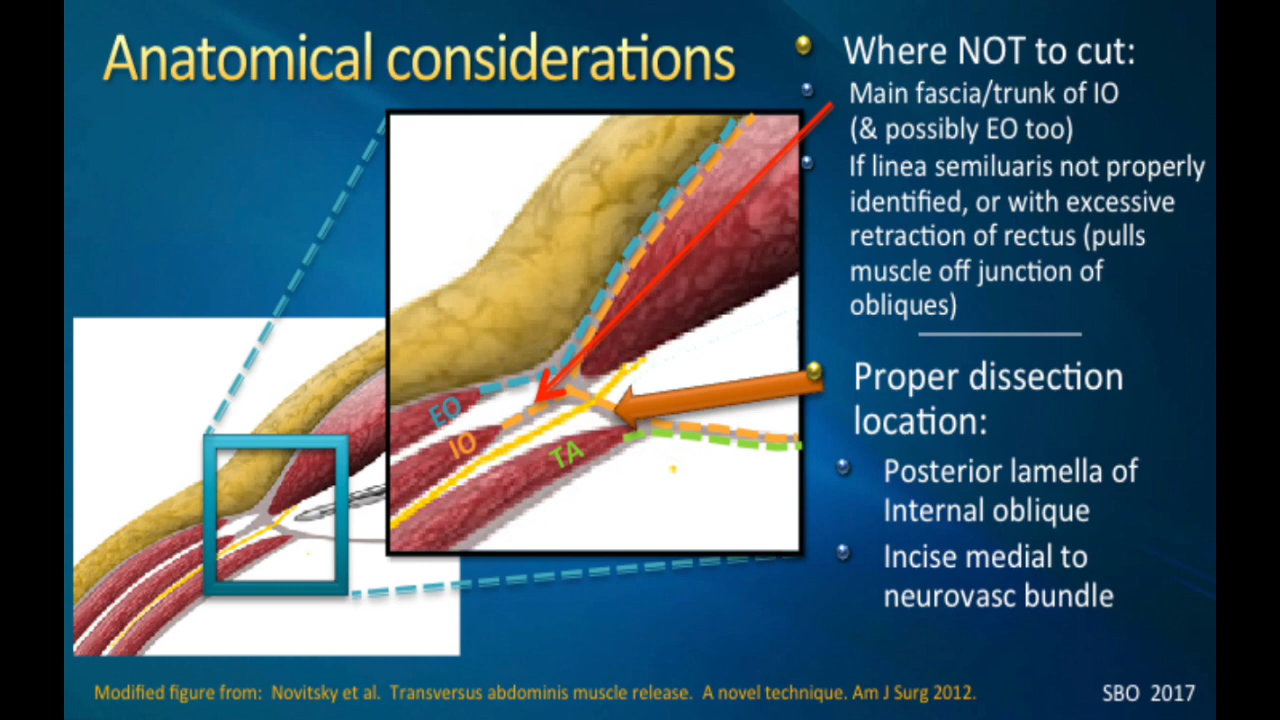 Anatomical considerations
Where NOT to cut:
Main fascia/trunk of IO
(& possibly EO too)
If linea semiluaris not properly
identified, or with excessive
retraction of rectus (pulls
muscle off junction of
obliques)
Proper dissection
location:
Posterior lamella of
Internal oblique
Incise medial to
neurovasc bundle
EO
IO
TA
Modified figure from: Novitsky et al. Transversus abdominis muscle release. A novel technique. Am J Surg 2012.
SBO 2017